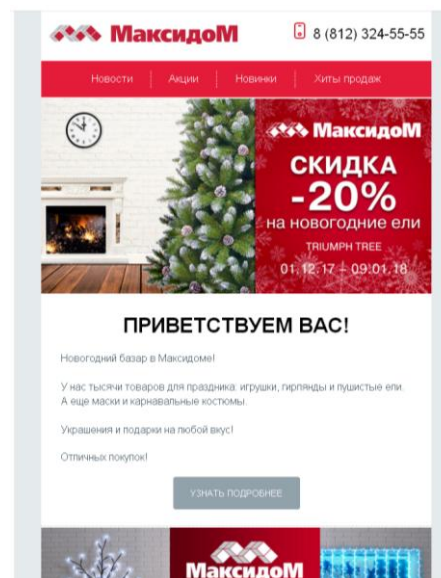 МаксидоМ
8 (812) 324-55-55
Новости Акции Новинки Хиты продаж
МаксидоМ
СКИДКА
-20%
на новогодние ели
TRIUMPH TREE
01.12.17 – 09.01.18
ПРИВЕТСТВУЕМ ВАС!
Новогодний базар в Максидоме!
У нас тысячи товаров для праздника: игрушки, гирлянды и пушистые ели.
А еще маски и карнавальные костюмы.
Украшения и подарки на любой вкус!
Отличных покупок!
УЗНАТЬ ПОДРОБНЕЕ
МаксидоМ